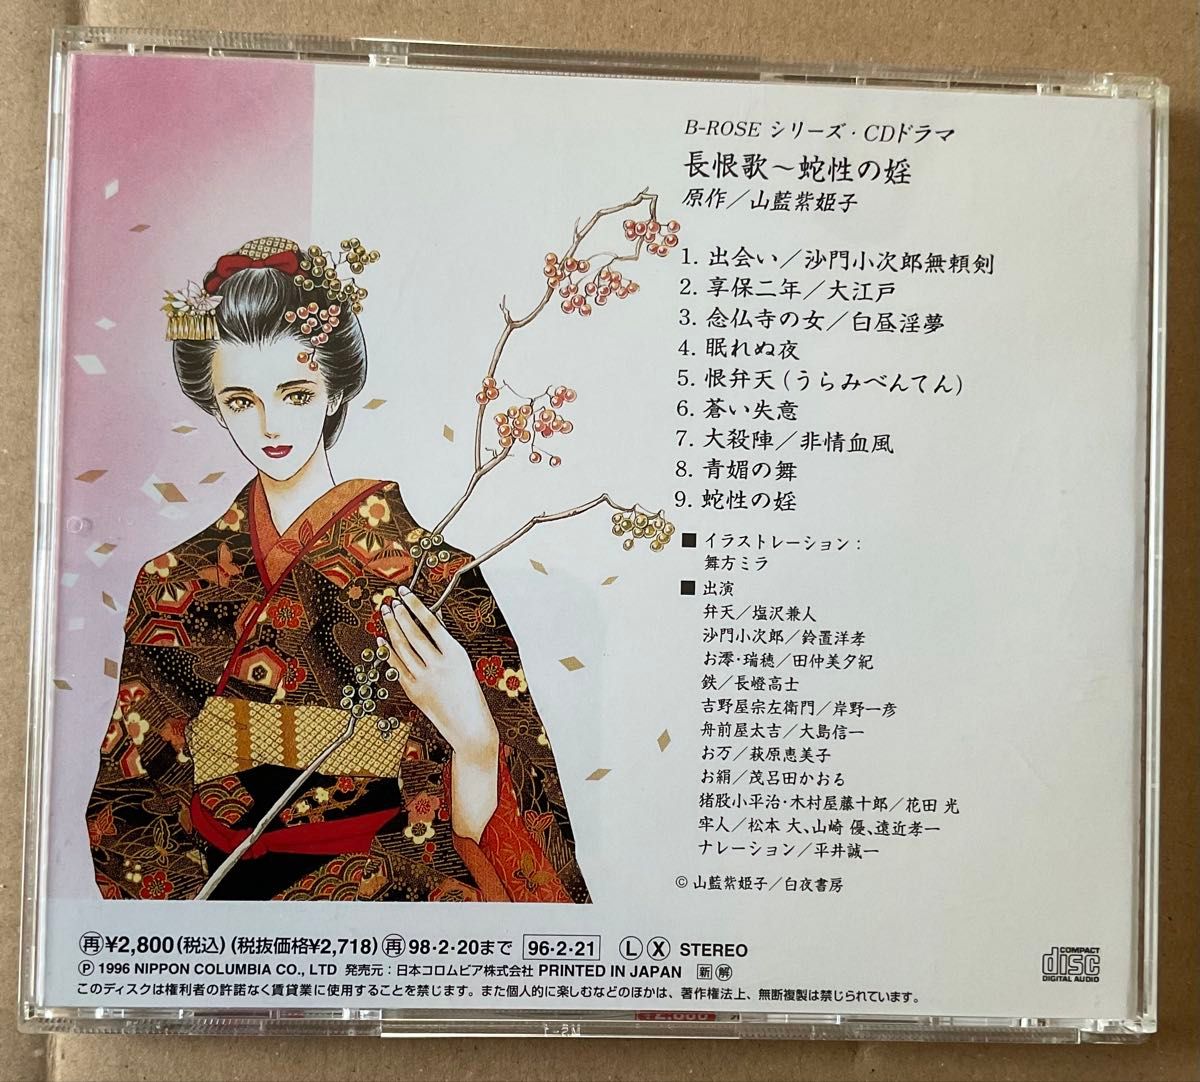 B-ROSE シリーズ・CDドラマ
長恨歌～蛇性の婬
原作／山藍紫姫子
1. 出会い／沙門小次郎無頼剣
2. 享保二年／大江戸
3. 念仏寺の女／白昼淫夢
4. 眠れぬ夜
5. 恨弁天(うらみべんてん)
6. 蒼い失意
7. 大殺陣／非情血風
8. 青媚の舞
9. 蛇性の婬
■ イラストレーション:
舞方ミラ
■ 出演
弁天／塩沢兼人
沙門小次郎／鈴置洋孝
お澪・瑞穂／田仲美夕紀
鉄／長嶝高士
吉野屋宗左衛門／岸野一彦
舟前屋太吉／大島信一
お万／萩原恵美子
お絹／茂呂田かおる
猪股小平治・木村屋藤十郎／花田 光
牢人／松本 大、山崎 優、遠近孝一
ナレーション／平井誠一
© 山藍紫姫子／白夜書房
㊞¥2,800(税込)(税抜価格¥2,718) 再98・2・20まで 96・2・21 Ⓛ Ⓧ STEREO
Ⓟ 1996 NIPPON COLUMBIA CO., LTD 発売元:日本コロムビア株式会社 PRINTED IN JAPAN 新 解
このディスクは権利者の許諾なく賃貸業に使用することを禁じます。また個人的に楽しむなどのほかは、著作権法上、無断複製は禁じられています。
COMPACT
disc
DIGITAL AUDIO